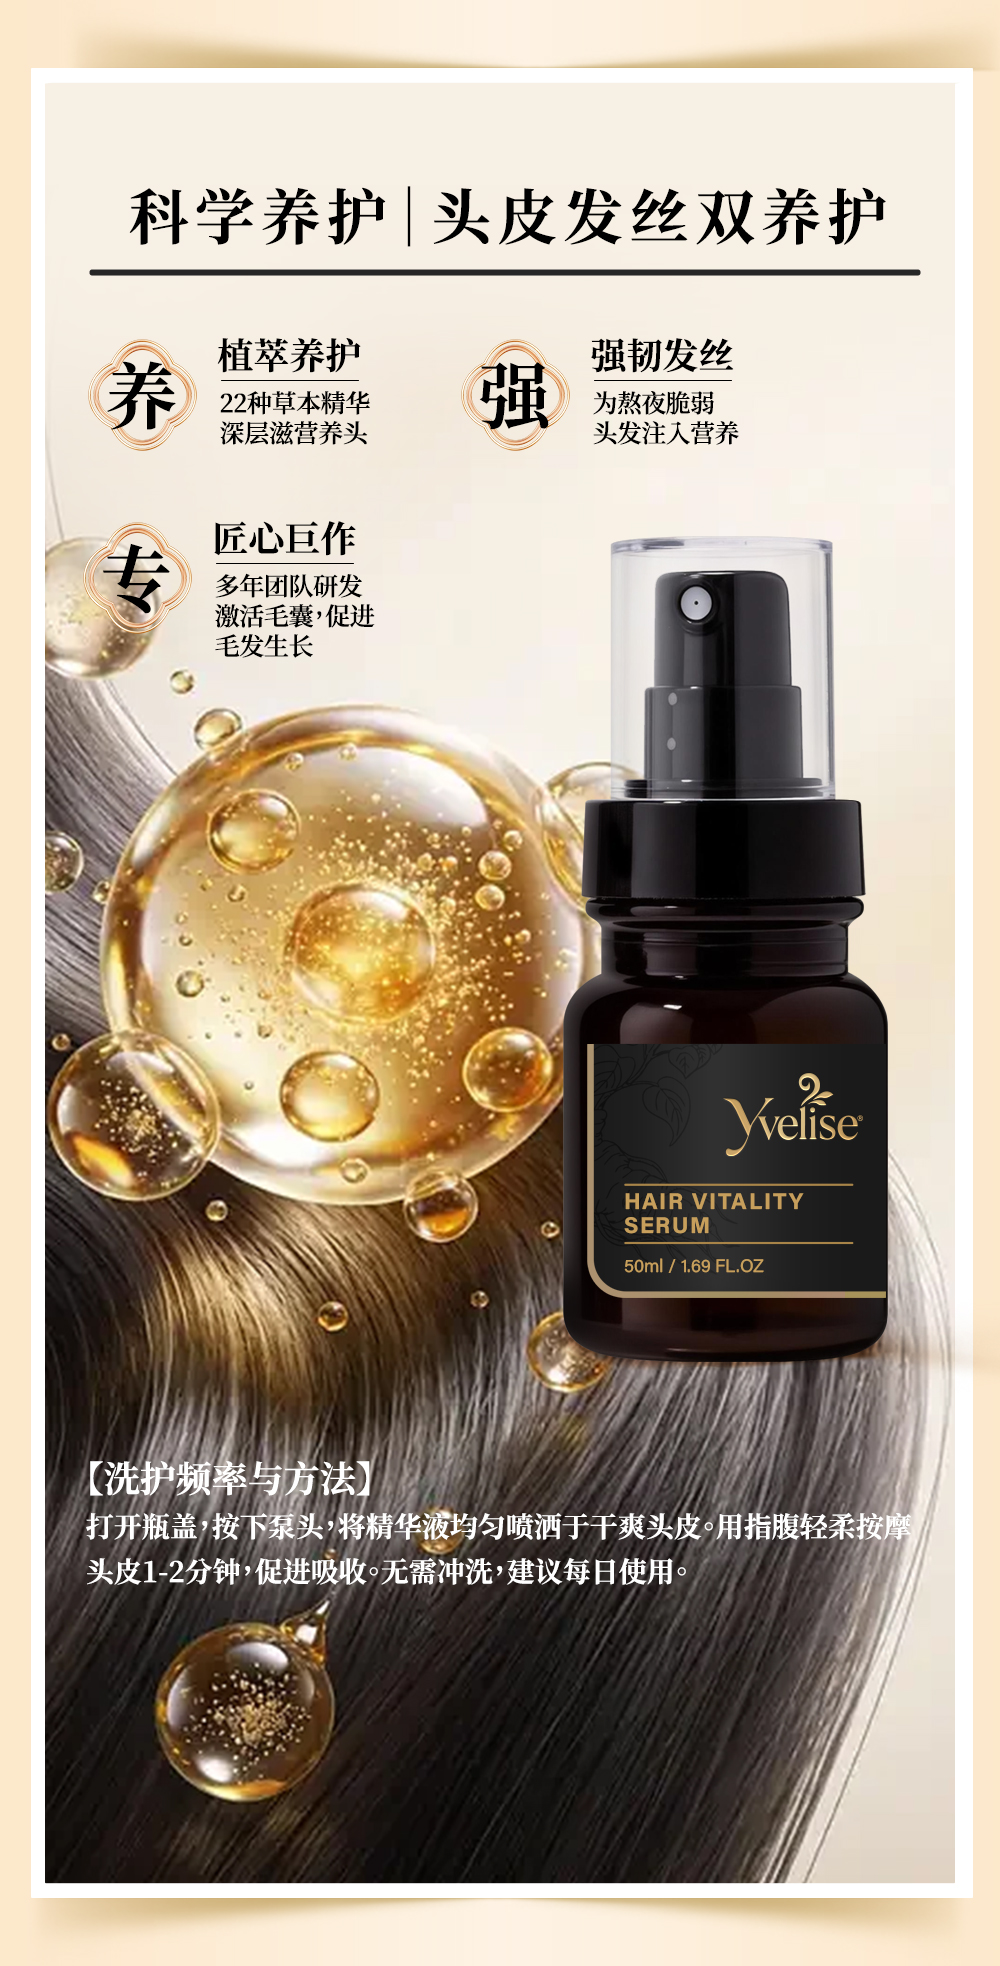 科学养护|头皮发丝双养护
养
植萃养护
22种草本精华
深层滋营养头
强
强韧发丝
为熬夜脆弱
头发注入营养
专
匠心巨作
多年团队研发
激活毛囊,促进
毛发生长
Yvelise®
HAIR VITALITY
SERUM
50ml / 1.69 FL.OZ
【洗护频率与方法】
打开瓶盖,按下泵头,将精华液均匀喷洒于干爽头皮。用指腹轻柔按摩
头皮1-2分钟,促进吸收。无需冲洗,建议每日使用。